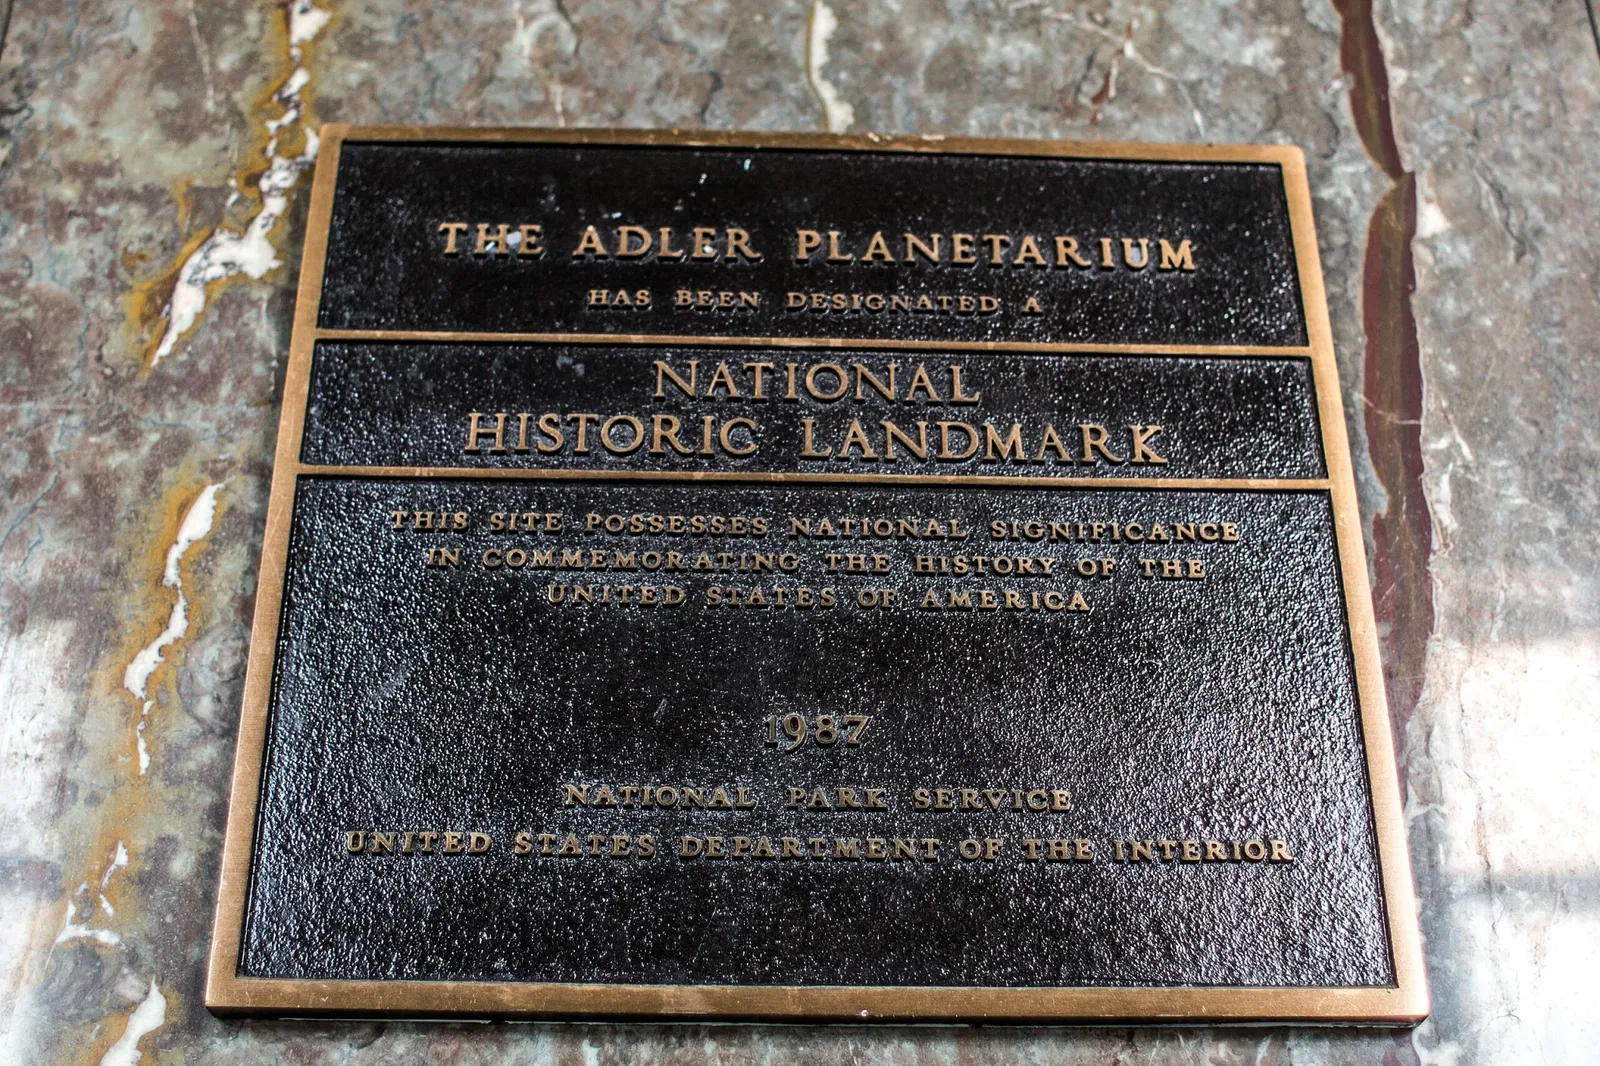 THE ADLER PLANETARIUM
HAS BEEN DESIGNATED A
NATIONAL
HISTORIC LANDMARK
THIS SITE POSSESSES NATIONAL SIGNIFICANCE
IN COMMEMORATING THE HISTORY OF THE
UNITED STATES OF AMERICA
1987
NATIONAL PARK SERVICE
UNITED STATES DEPARTMENT OF THE INTERIOR